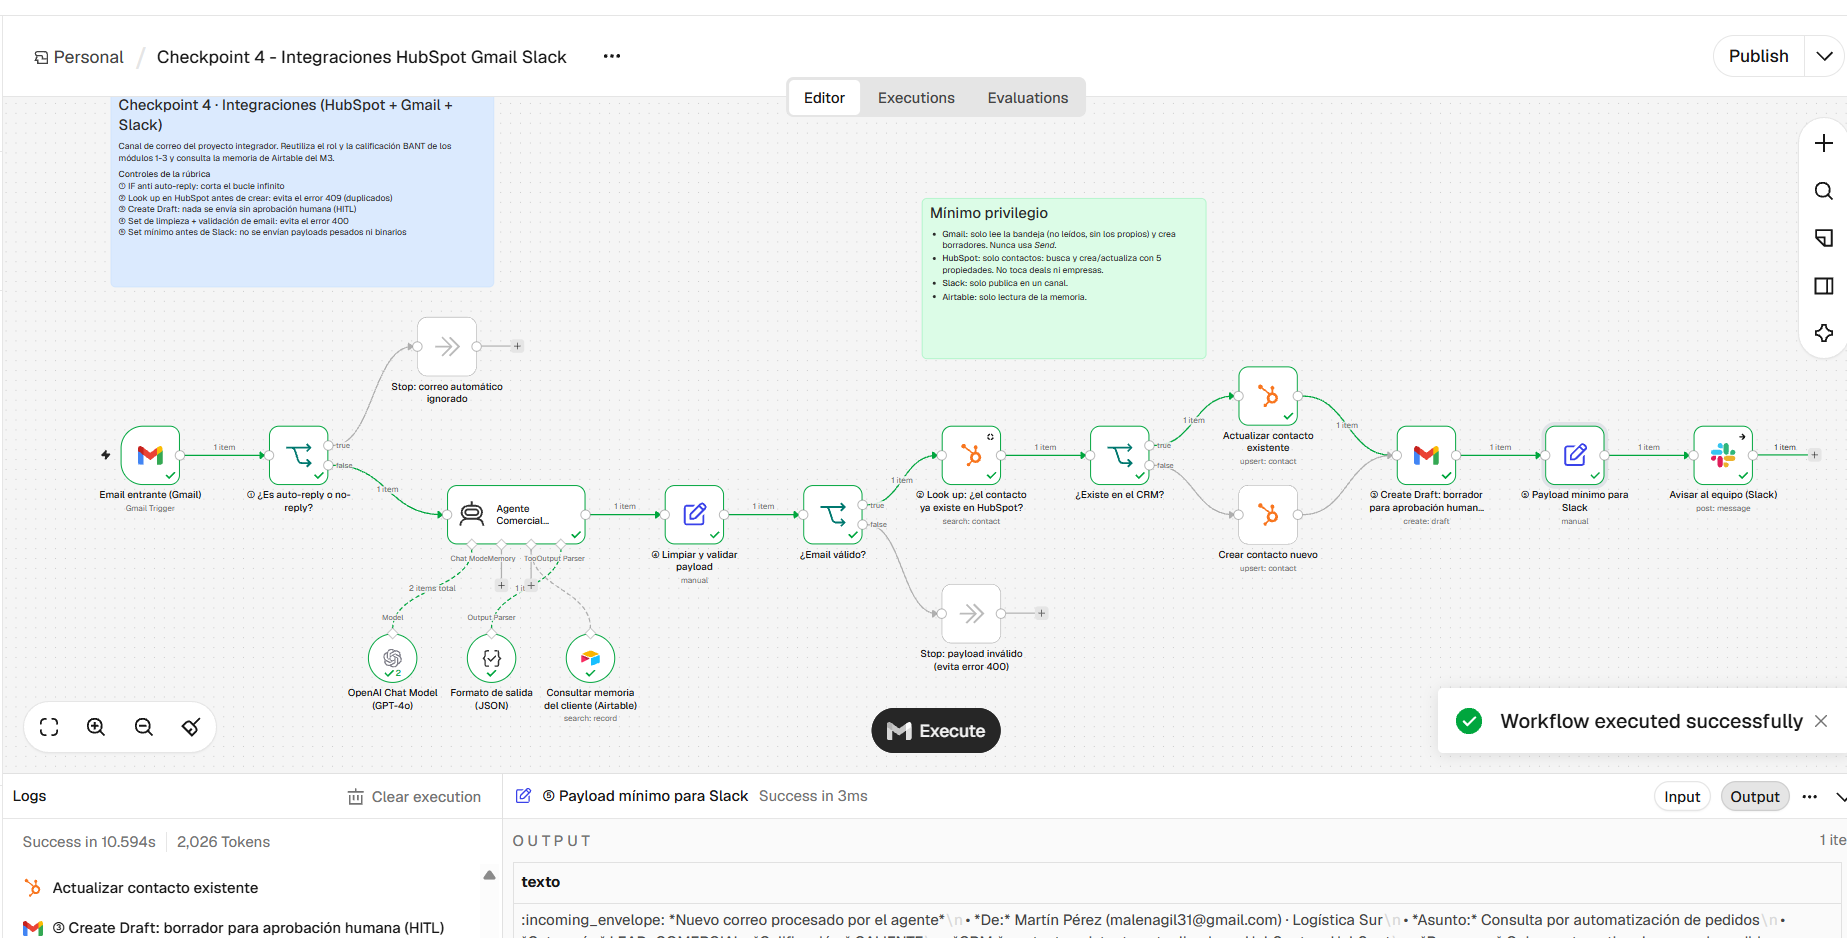 Personal / Checkpoint 4 - Integraciones HubSpot Gmail Slack ...
Publish
Editor
Executions
Evaluations
Checkpoint 4 · Integraciones (HubSpot + Gmail +
Slack)
Canal de correo del proyecto integrador. Reutiliza el rol y la calificación BANT de los
módulos 1-3 y consulta la memoria de Airtable del M3.
Controles de la rúbrica
① IF anti auto-reply: corta el bucle infinito
② Look up en HubSpot antes de crear: evita el error 409 (duplicados)
③ Create Draft: nada se envía sin aprobación humana (HITL)
④ Set de limpieza + validación de email: evita el error 400
⑤ Set mínimo antes de Slack: no se envían payloads pesados ni binarios
Mínimo privilegio
• Gmail: solo lee la bandeja (no leídos, sin los propios) y crea
borradores. Nunca usa Send.
• HubSpot: solo contactos: busca y crea/actualiza con 5
propiedades. No toca deals ni empresas.
• Slack: solo publica en un canal.
• Airtable: solo lectura de la memoria.
Stop: correo automático
ignorado
1 item
Email entrante (Gmail)
Gmail Trigger
① ¿Es auto-reply o no-
reply?
true
false
1 item
Agente
Comercial...
Chat Model
Memory
Output Parser
2 items total
Model
Output Parser
OpenAI Chat Model
(GPT-4o)
2
Formato de salida
(JSON)
Consultar memoria
del cliente (Airtable)
search: record
1 item
④ Limpiar y validar
payload
manual
1 item
¿Email válido?
true
false
1 item
② Look up: ¿el contacto
ya existe en HubSpot?
search: contact
Stop: payload inválido
(evita error 400)
1 item
¿Existe en el CRM?
true
false
1 item
Actualizar contacto
existente
upsert: contact
Crear contacto nuevo
upsert: contact
1 item
③ Create Draft: borrador
para aprobación human...
create: draft
1 item
⑤ Payload mínimo para
Slack
manual
1 item
Avisar al equipo (Slack)
post: message
1 item
Execute
Workflow executed successfully
Logs
Clear execution
Success in 10.594s
2,026 Tokens
Actualizar contacto existente
③ Create Draft: borrador para aprobación humana (HITL)
⑤ Payload mínimo para Slack Success in 3ms
Input
Output
...
OUTPUT
1 ite
texto
:incoming_envelope: *Nuevo correo procesado por el agente*\n• *De:* Martín Pérez (malenagil31@gmail.com) · Logística Sur\n• *Asunto:* Consulta por automatización de pedidos\n•